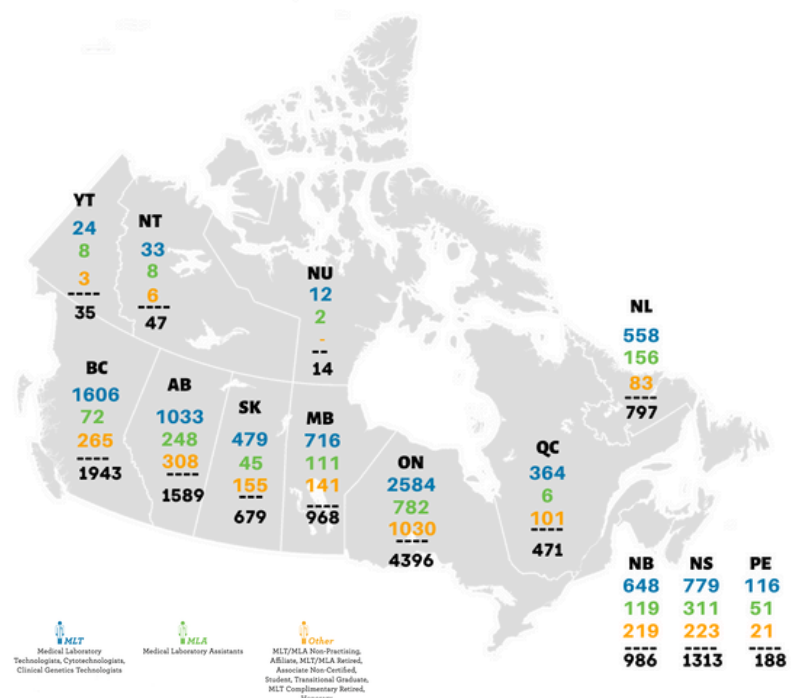 YT
24
8
3
----
35
NT
33
8
6
----
47
NU
12
2
-
--
14
NL
558
156
83
----
797
BC
1606
72
265
----
1943
AB
1033
248
308
----
1589
SK
479
45
155
---
679
MB
716
111
141
----
968
ON
2584
782
1030
----
4396
QC
364
6
101
----
471
NB
648
119
219
----
986
NS
779
311
223
----
1313
PE
116
51
21
----
188
MLT
Medical Laboratory
Technologists, Cytotechnologists,
Clinical Genetics Technologists
MLA
Medical Laboratory Assistants
Other
MLT/MLA Non-Practising,
Affiliate, MLT/MLA Retired,
Associate Non-Certified,
Student, Transitional Graduate,
MLT Complimentary Retired,